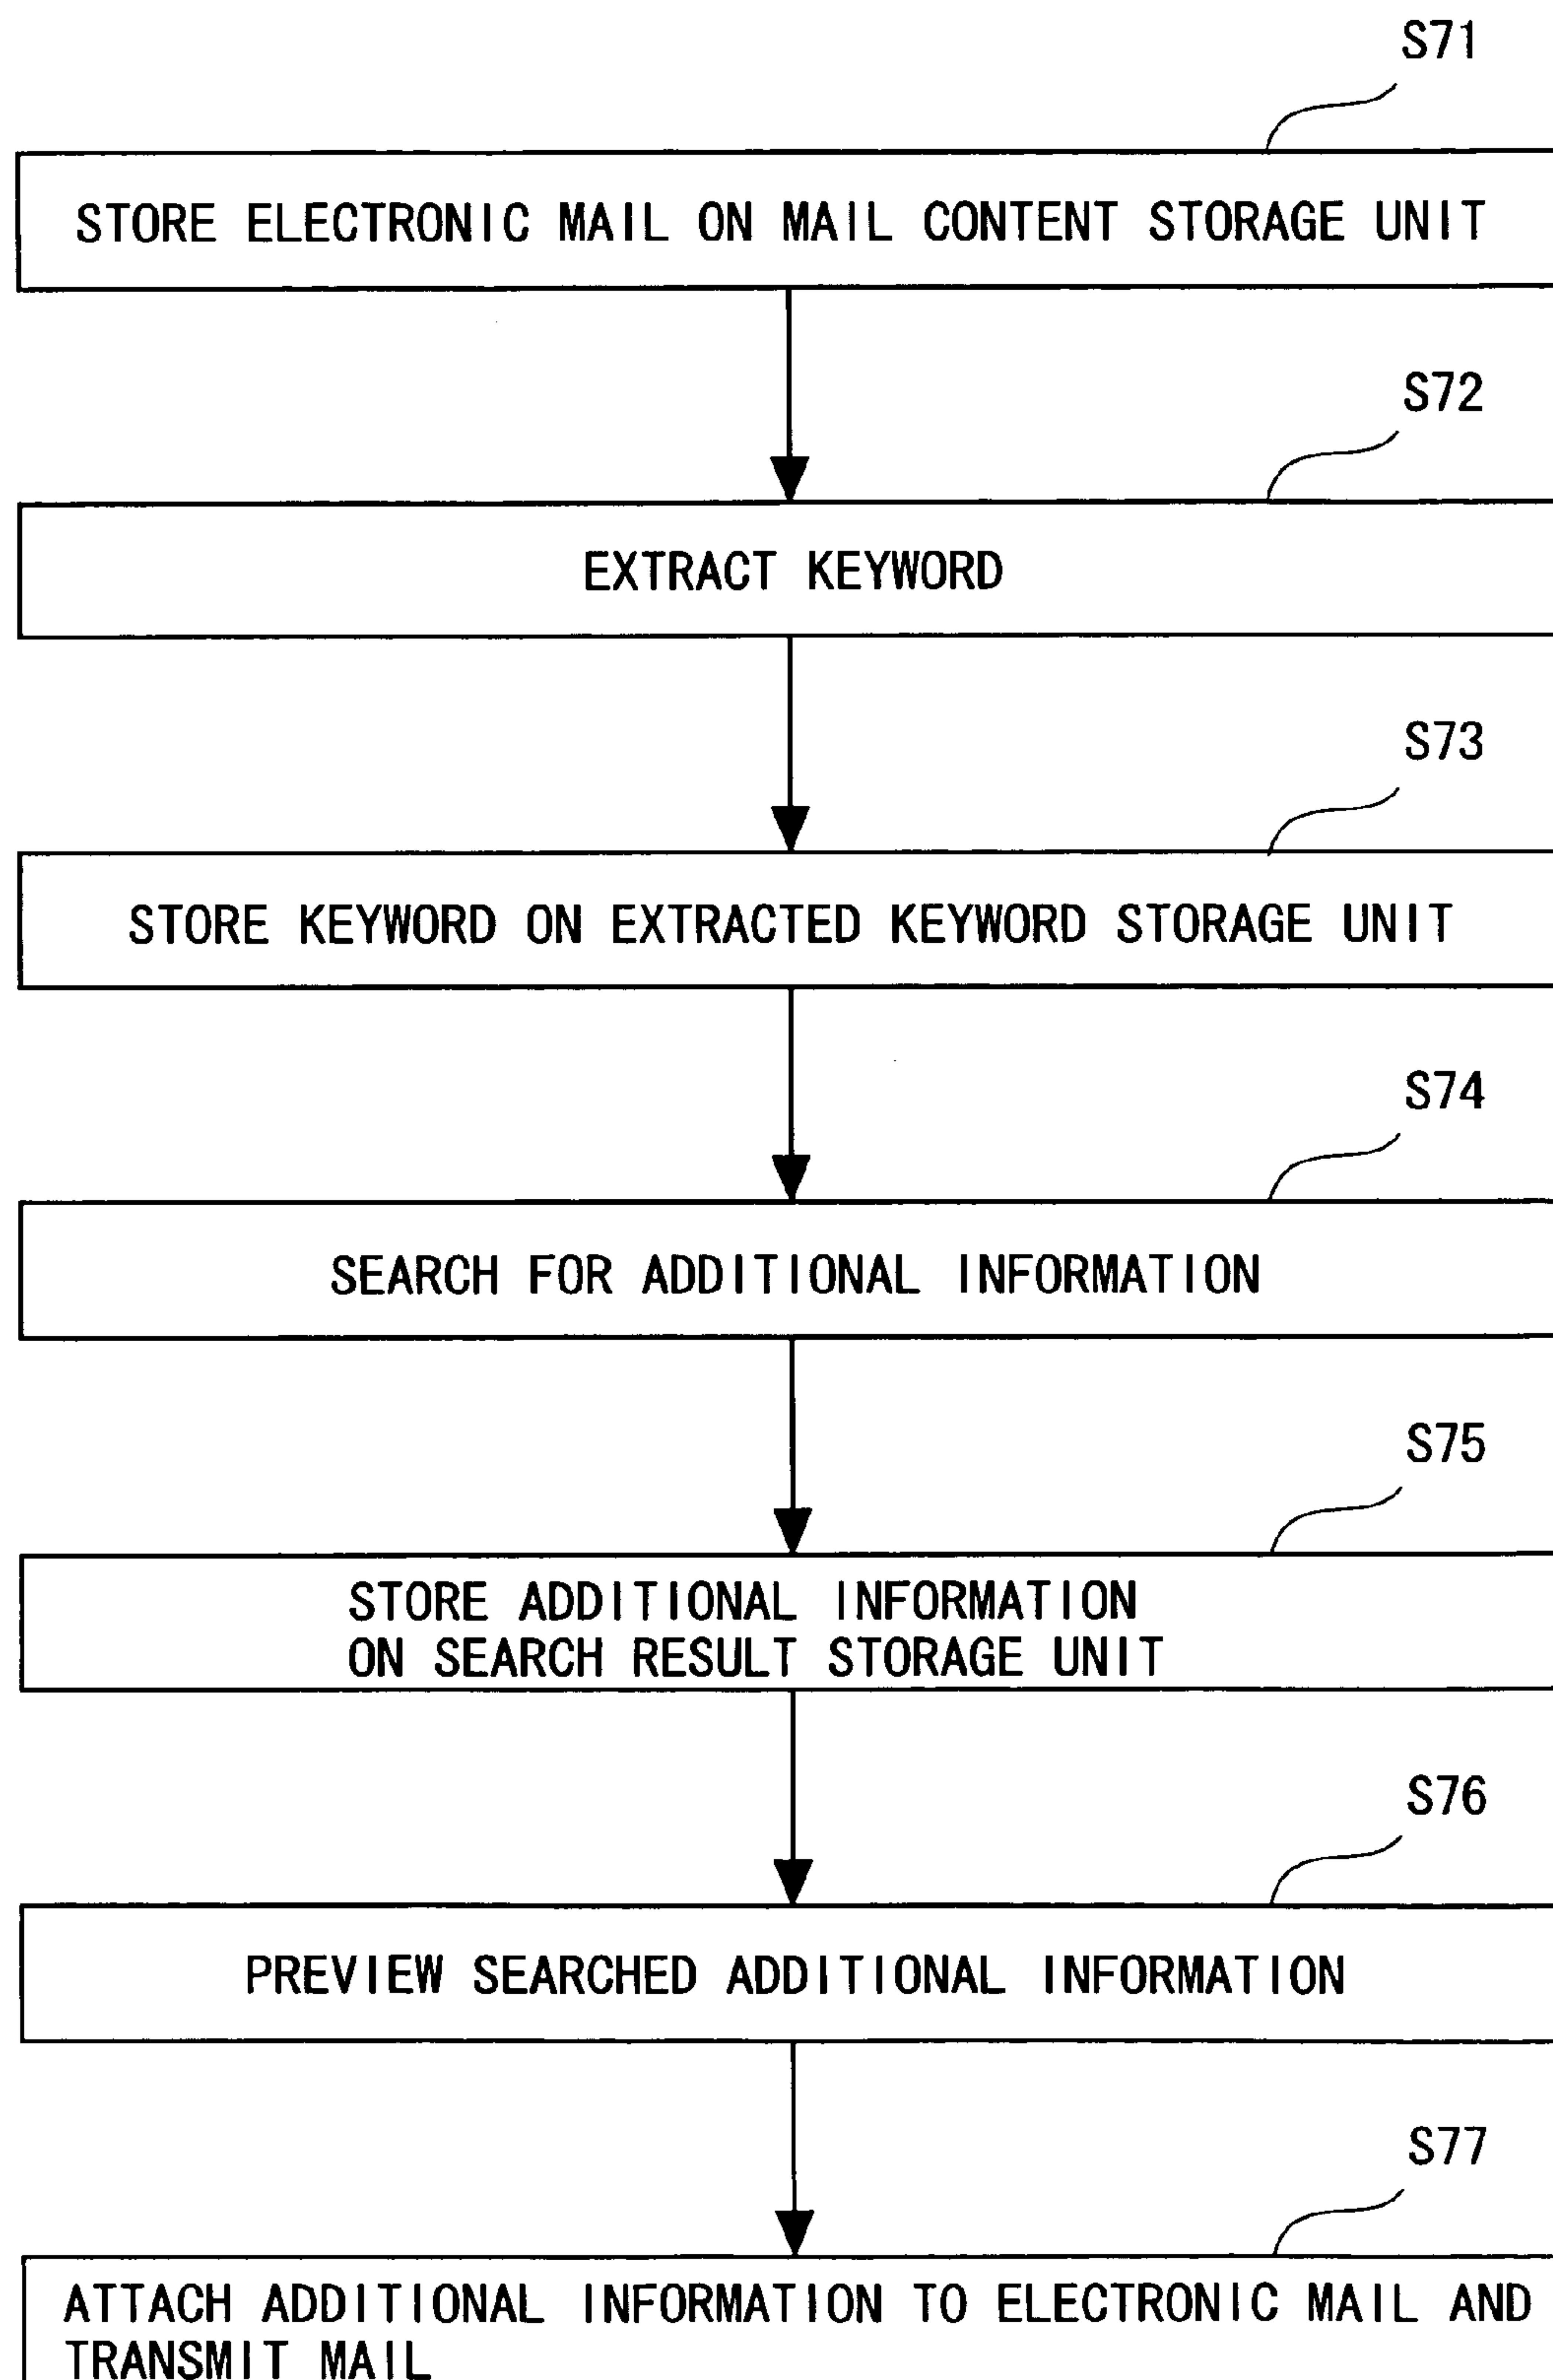 S71
STORE ELECTRONIC MAIL ON MAIL CONTENT STORAGE UNIT
S72
EXTRACT KEYWORD
S73
STORE KEYWORD ON EXTRACTED KEYWORD STORAGE UNIT
S74
SEARCH FOR ADDITIONAL INFORMATION
S75
STORE ADDITIONAL INFORMATION
ON SEARCH RESULT STORAGE UNIT
S76
PREVIEW SEARCHED ADDITIONAL INFORMATION
S77
ATTACH ADDITIONAL INFORMATION TO ELECTRONIC MAIL AND
TRANSMIT MAIL